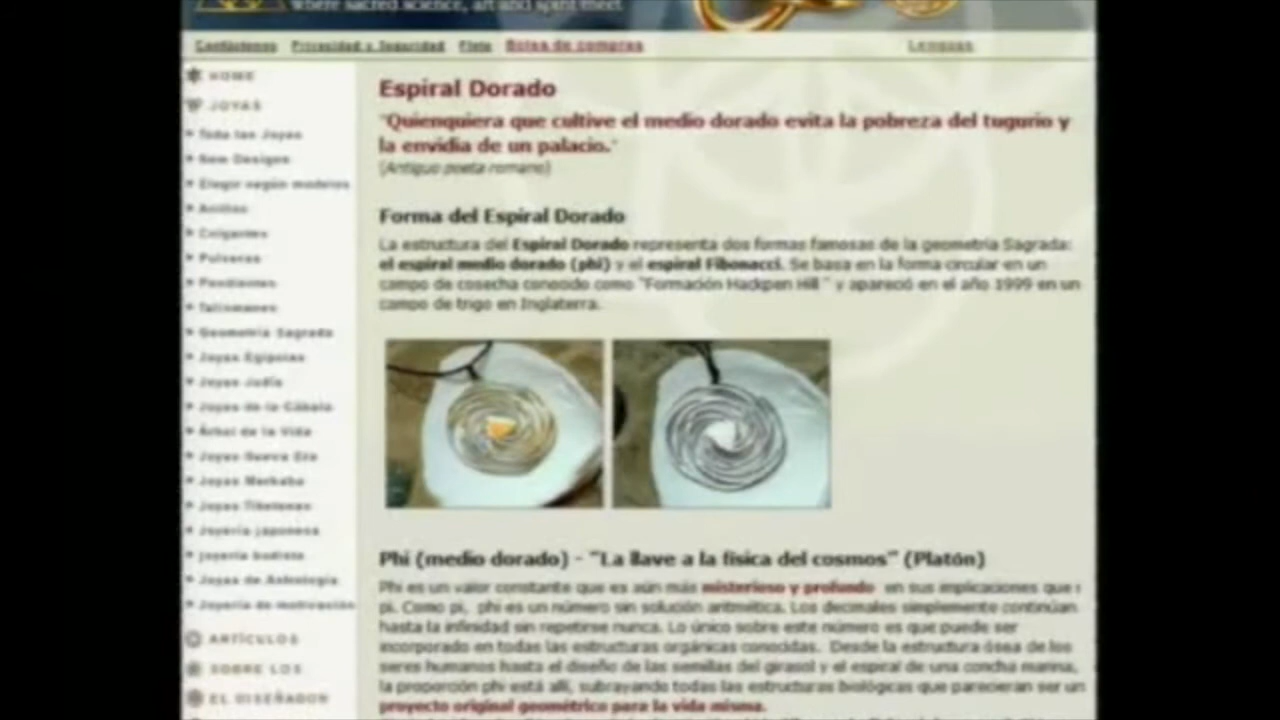 where sacred science, art and spirit meet
Contáctenos Privacidad y Seguridad Flete Bolsa de compras Lenguas
HOME
JOYAS
Toda las Joyas
New Designs
Elegir según modelos
Anillos
Colgantes
Pulseras
Pendientes
Talismanes
Geometría Sagrada
Joyas Egipcias
Joyas Judía
Joyas de la Cábala
Árbol de la Vida
Joyas Nueva Era
Joyas Merkaba
Joyas Tibetanas
Joyería japonesa
Joyería budista
Joyas de Astrología
Joyería de motivación
ARTÍCULOS
SOBRE LOS
EL DISEÑADOR
Espiral Dorado
"Quienquiera que cultive el medio dorado evita la pobreza del tugurio y
la envidia de un palacio."
(Antiguo poeta romano)
Forma del Espiral Dorado
La estructura del Espiral Dorado representa dos formas famosas de la geometría Sagrada:
el espiral medio dorado (phi) y el espiral Fibonacci. Se basa en la forma circular en un
campo de cosecha conocido como "Formación Hackpen Hill " y apareció en el año 1999 en un
campo de trigo en Inglaterra.
Phi (medio dorado) - "La llave a la física del cosmos" (Platón)
Phi es un valor constante que es aún más misterioso y profundo en sus implicaciones que
pi. Como pi, phi es un número sin solución aritmética. Los decimales simplemente continúan
hasta la infinidad sin repetirse nunca. Lo único sobre este número es que puede ser
incorporado en todas las estructuras orgánicas conocidas. Desde la estructura ósea de los
seres humanos hasta el diseño de las semillas del girasol y el espiral de una concha marina,
la proporción phi está allí, subrayando todas las estructuras biológicas que parecieran ser un
proyecto original geométrico para la vida misma.